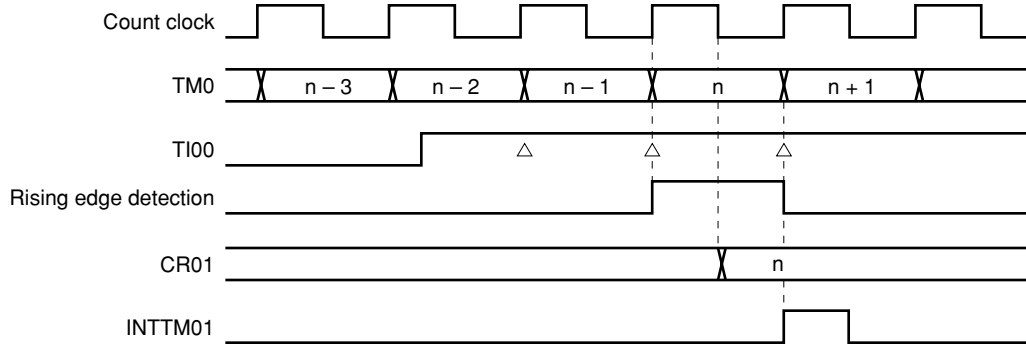 Count clock
TM0 n – 3 n – 2 n – 1 n n + 1
TI00
Rising edge detection
CR01 n
INTTM01